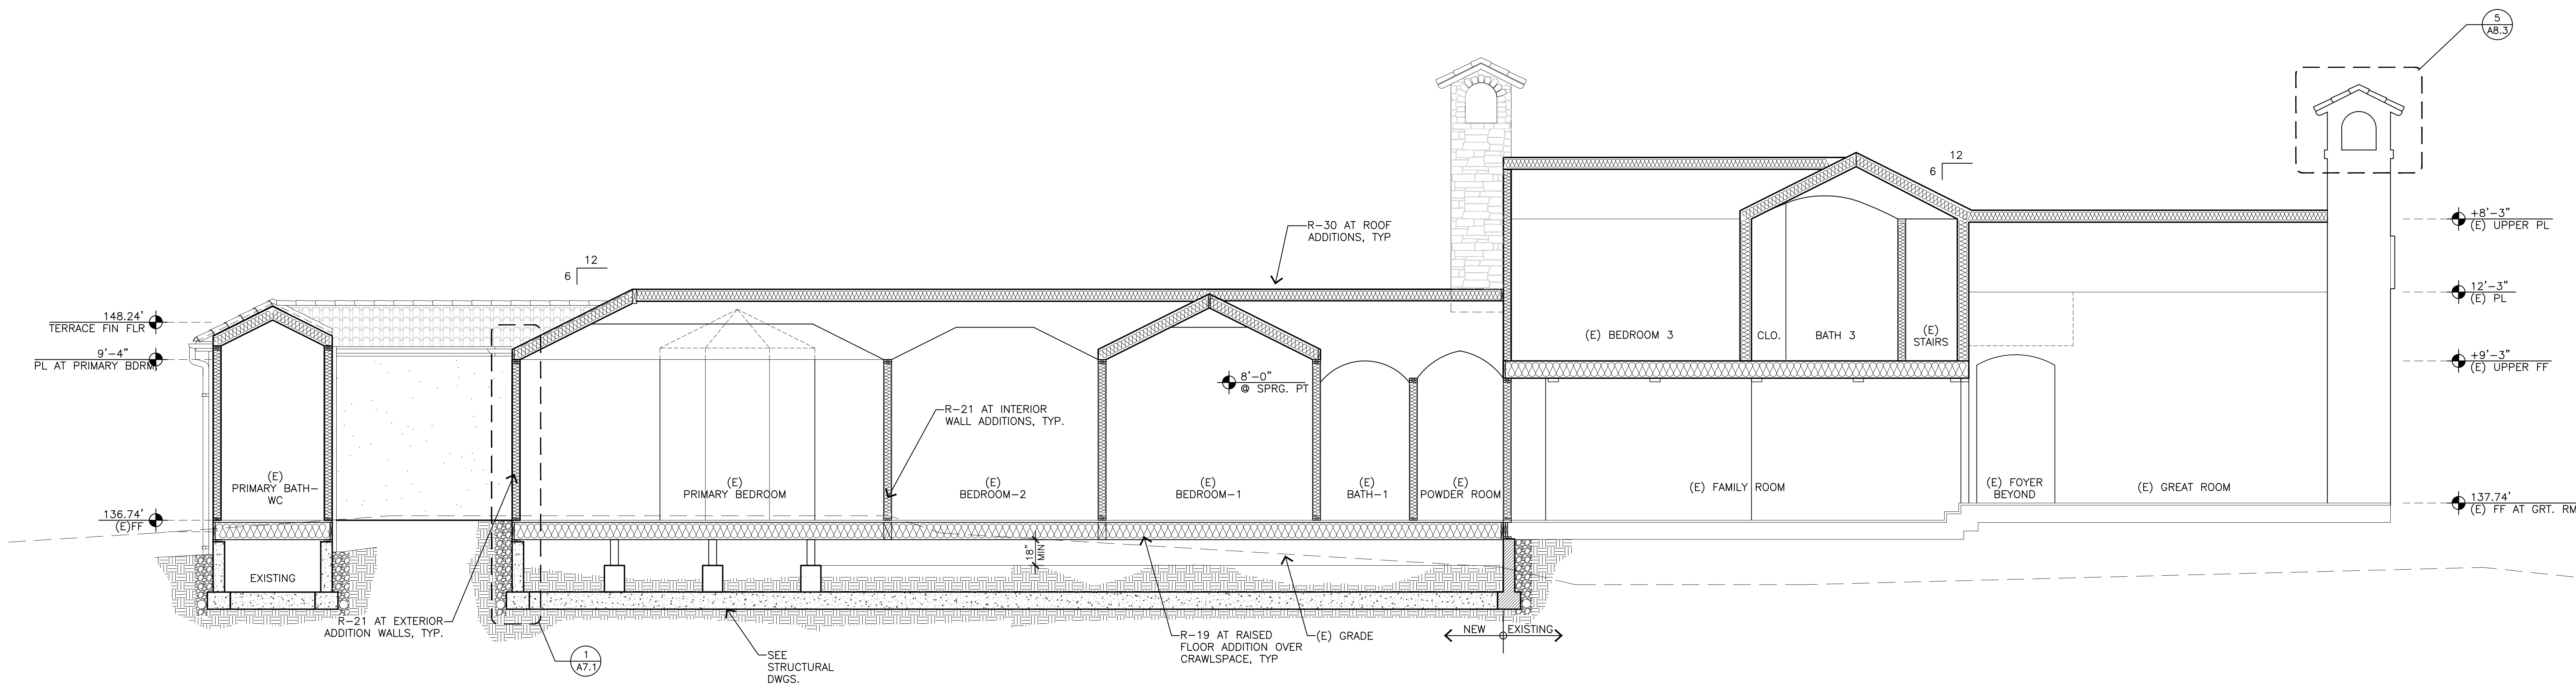 5
A8.3
12
6
+8'-3"
(E) UPPER PL
R-30 AT ROOF
ADDITIONS, TYP
12
6
12'-3"
(E) PL
148.24'
TERRACE FIN FLR
9'-4"
PL AT PRIMARY BDRM,
(E) BEDROOM 3
CLO.
BATH 3
(E)
STAIRS
+9'-3"
(E) UPPER FF
8'-0"
@ SPRG. PT
R-21 AT INTERIOR
WALL ADDITIONS, TYP.
(E)
PRIMARY BATH-
WC
(E)
PRIMARY BEDROOM
(E)
BEDROOM-2
(E)
BEDROOM-1
(E)
BATH-1
(E)
POWDER ROOM
(E) FAMILY ROOM
(E) FOYER
BEYOND
(E) GREAT ROOM
136.74'
(E)FF
137.74'
(E) FF AT GRT. RM
18"
MIN
EXISTING
R-21 AT EXTERIOR
ADDITION WALLS, TYP.
1
A7.1
SEE
STRUCTURAL
DWGS.
R-19 AT RAISED
FLOOR ADDITION OVER
CRAWLSPACE, TYP
(E) GRADE
NEW
EXISTING